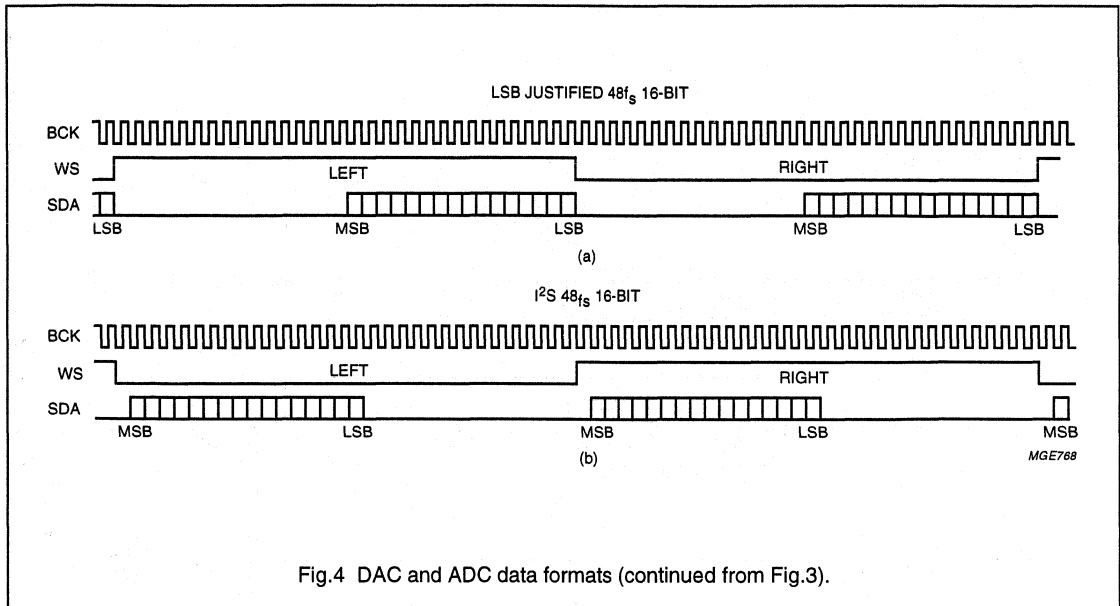 LSB JUSTIFIED 48fs 16-BIT
BCK
WS LEFT RIGHT
SDA
LSB MSB LSB MSB LSB
(a)
I2S 48fs 16-BIT
BCK
WS LEFT RIGHT
SDA
MSB LSB MSB LSB MSB
(b) MGE768
Fig.4 DAC and ADC data formats (continued from Fig.3).